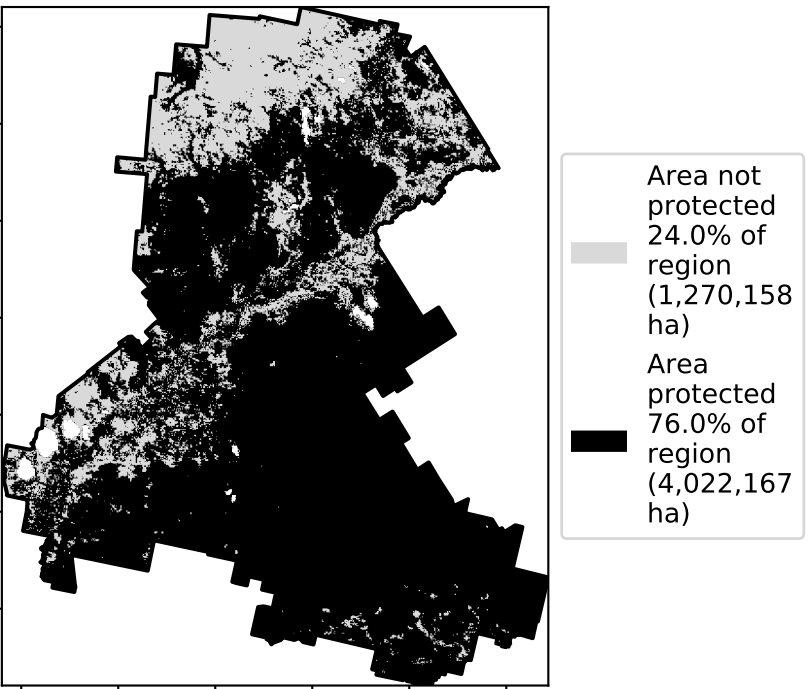 Area not
protected
24.0% of
region
(1,270,158
ha)
Area
protected
76.0% of
region
(4,022,167
ha)